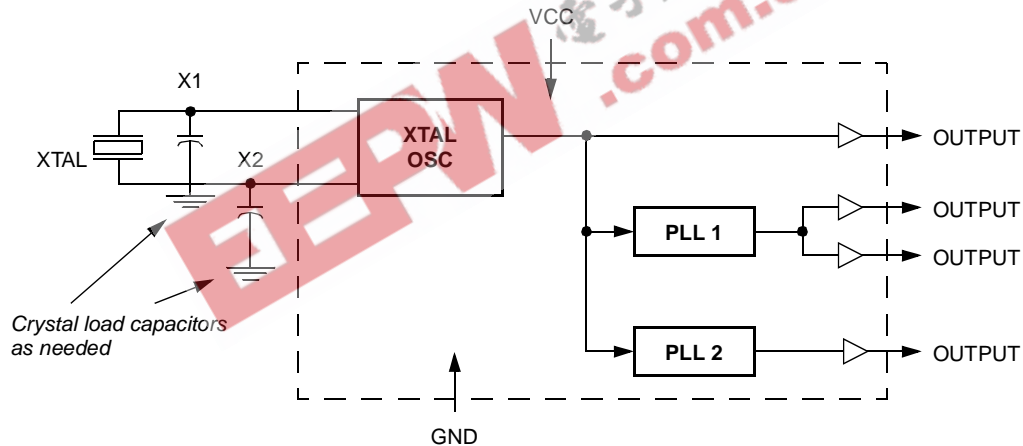 VCC
X1
XTAL
OSC
OUTPUT
XTAL
X2
OUTPUT
PLL 1
OUTPUT
Crystal load capacitors
as needed
PLL 2
OUTPUT
GND
EEPW
.com.